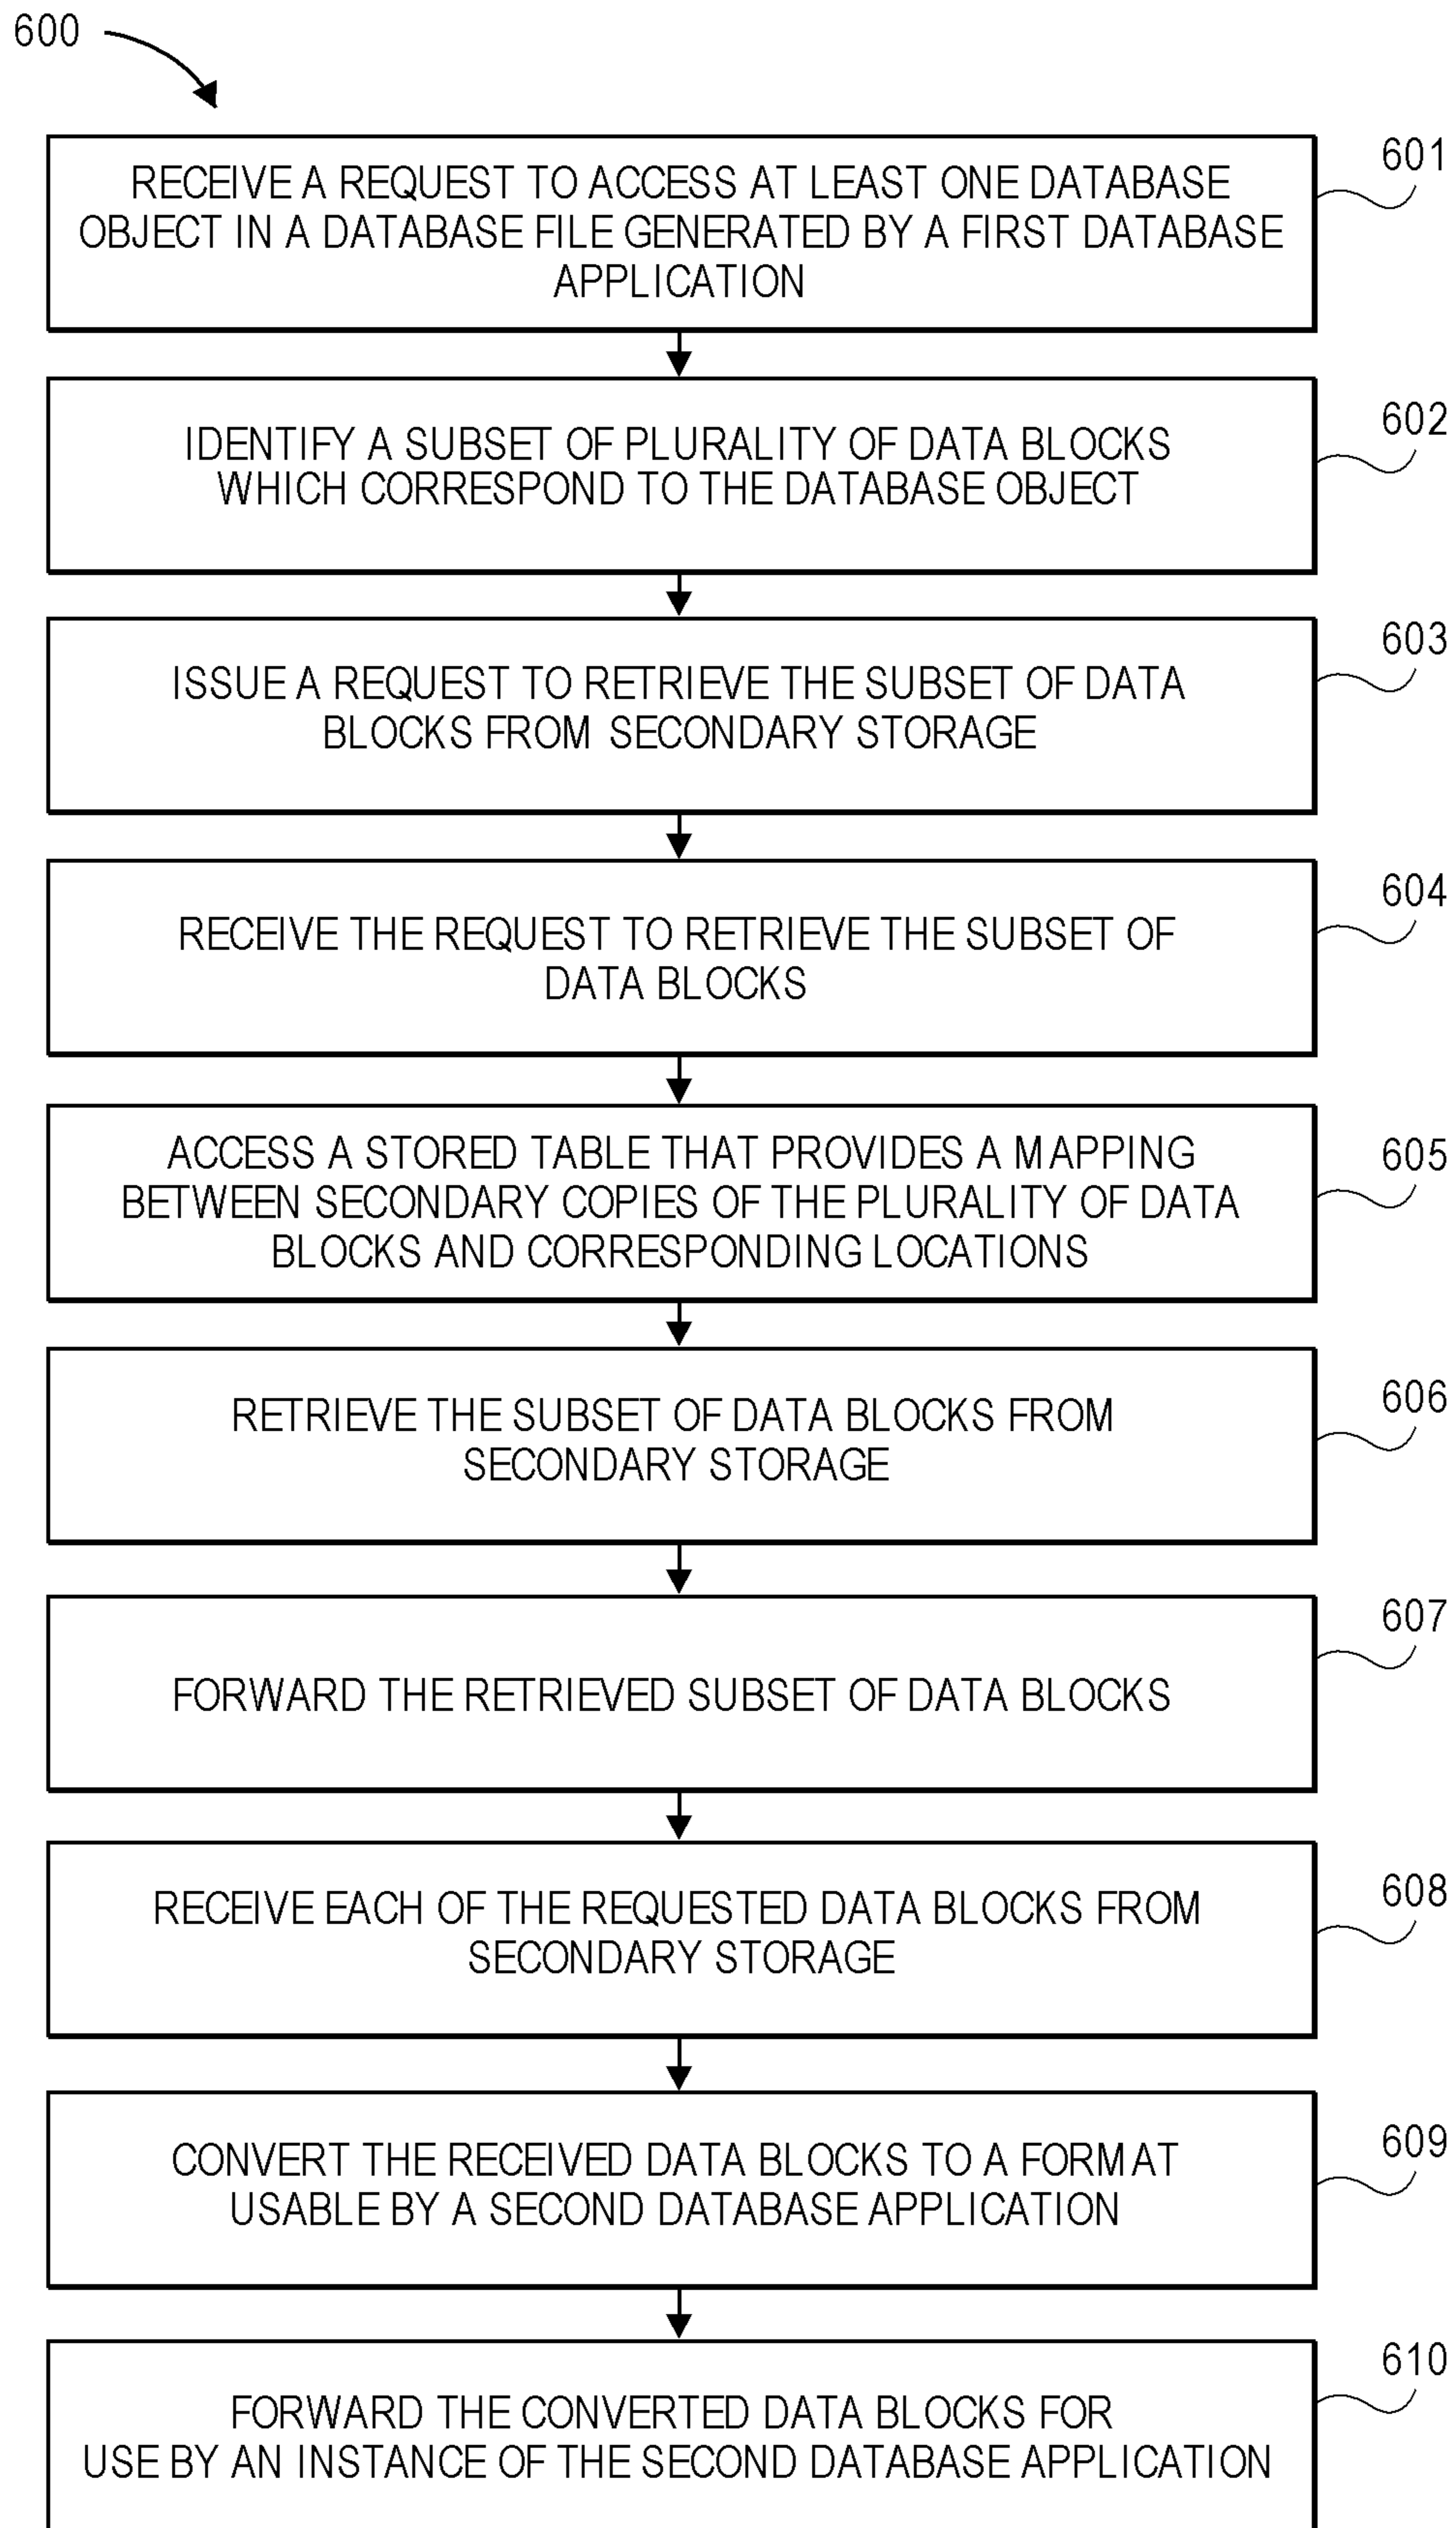 600
601
RECEIVE A REQUEST TO ACCESS AT LEAST ONE DATABASE
OBJECT IN A DATABASE FILE GENERATED BY A FIRST DATABASE
APPLICATION
602
IDENTIFY A SUBSET OF PLURALITY OF DATA BLOCKS
WHICH CORRESPOND TO THE DATABASE OBJECT
603
ISSUE A REQUEST TO RETRIEVE THE SUBSET OF DATA
BLOCKS FROM SECONDARY STORAGE
604
RECEIVE THE REQUEST TO RETRIEVE THE SUBSET OF
DATA BLOCKS
605
ACCESS A STORED TABLE THAT PROVIDES A MAPPING
BETWEEN SECONDARY COPIES OF THE PLURALITY OF DATA
BLOCKS AND CORRESPONDING LOCATIONS
606
RETRIEVE THE SUBSET OF DATA BLOCKS FROM
SECONDARY STORAGE
607
FORWARD THE RETRIEVED SUBSET OF DATA BLOCKS
608
RECEIVE EACH OF THE REQUESTED DATA BLOCKS FROM
SECONDARY STORAGE
609
CONVERT THE RECEIVED DATA BLOCKS TO A FORMAT
USABLE BY A SECOND DATABASE APPLICATION
610
FORWARD THE CONVERTED DATA BLOCKS FOR
USE BY AN INSTANCE OF THE SECOND DATABASE APPLICATION